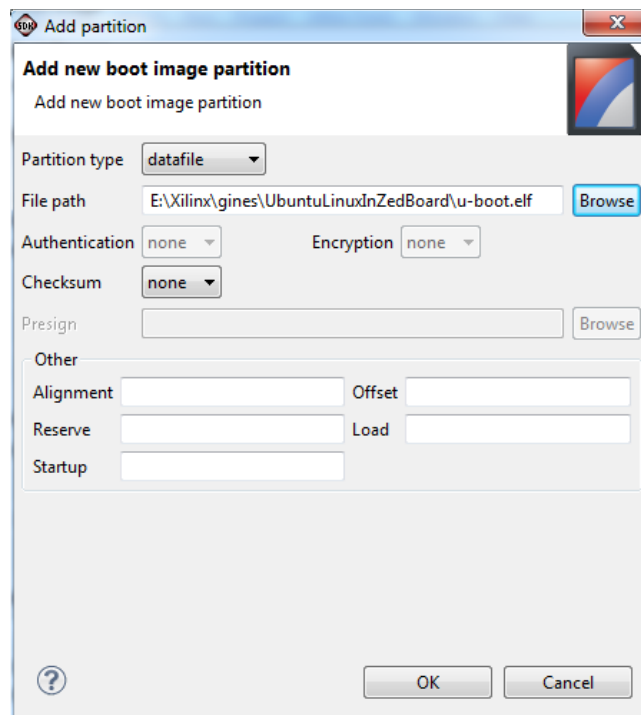 SDK Add partition
Add new boot image partition
Add new boot image partition
Partition type datafile
File path E:\Xilinx\gines\UbuntuLinuxInZedBoard\u-boot.elf Browse
Authentication none Encryption none
Checksum none
Presign Browse
Other
Alignment Offset
Reserve Load
Startup
? OK Cancel